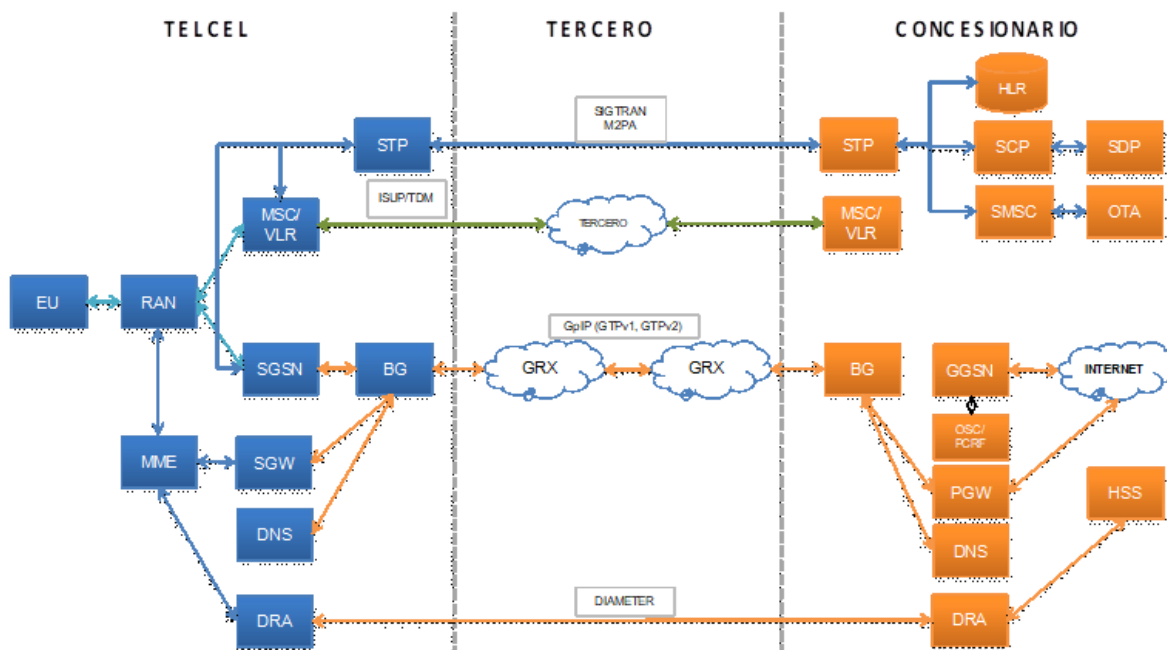 TELCEL
TERCERO
CONCESIONARIO
HLR
SIGTRAN
M2PA
STP
STP
SCP
SDP
ISUP/TDM
MSC/
VLR
TERCERO
MSC/
VLR
SMSC
OTA
EU
RAN
GpIP (GTPv1, GTPv2)
SGSN
BG
GRX
GRX
BG
GGSN
INTERNET
OSC/
PCRF
MME
SGW
PGW
HSS
DNS
DNS
DIAMETER
DRA
DRA